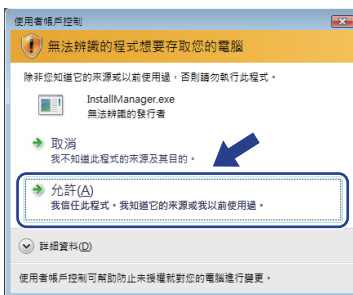 使用者帳戶控制
無法辨識的程式想要存取您的電腦
除非您知道它的來源或以前使用過，否則請勿執行此程式。
InstallManager.exe
無法辨識的發行者
取消
我不知道此程式的來源及其目的。
允許(A)
我信任此程式。我知道它的來源或我以前使用過。
詳細資料(D)
使用者帳戶控制可幫助防止未授權就對您的電腦進行變更。